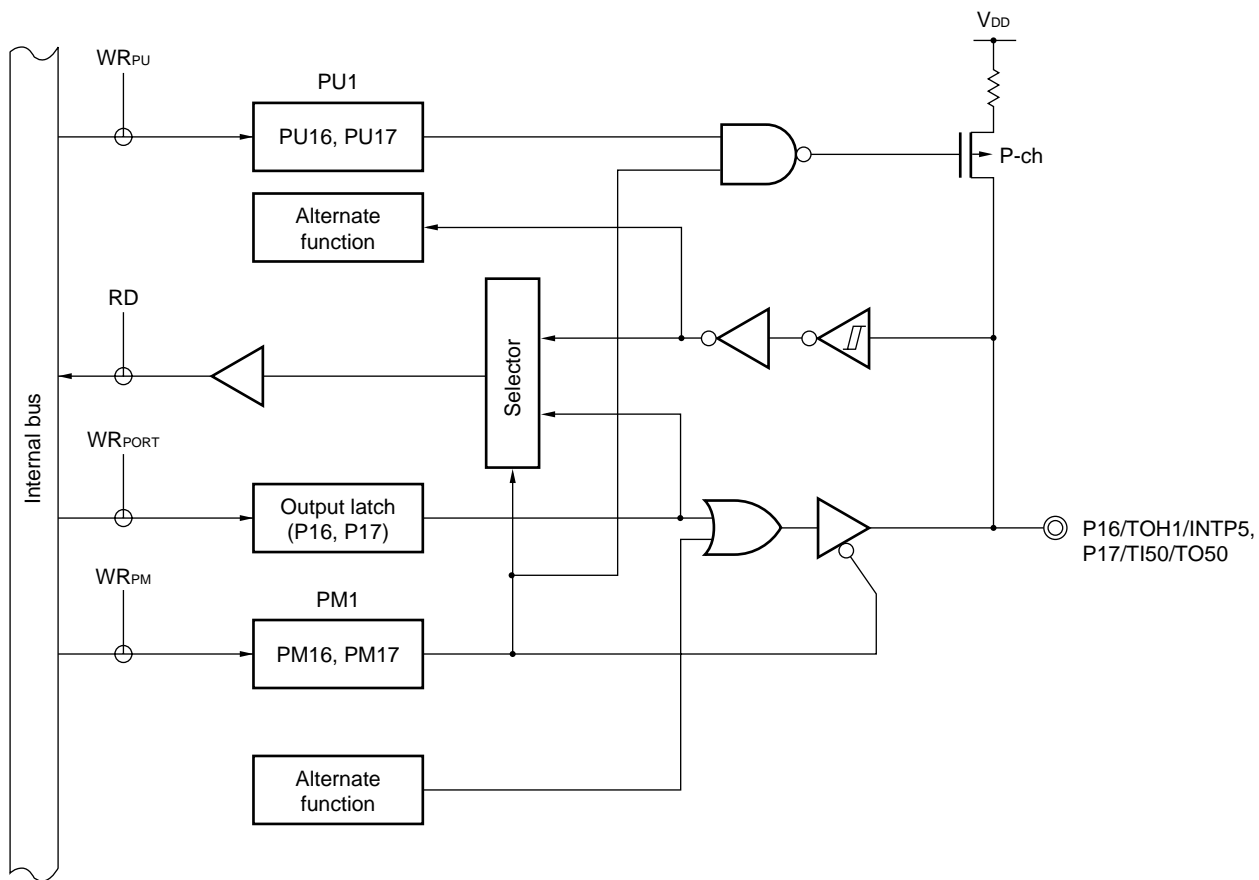 VDD
WRPU
PU1
PU16, PU17
P-ch
Alternate
function
RD
Selector
Internal bus
WRPORT
Output latch
(P16, P17)
P16/TOH1/INTP5,
P17/TI50/TO50
WRPM
PM1
PM16, PM17
Alternate
function